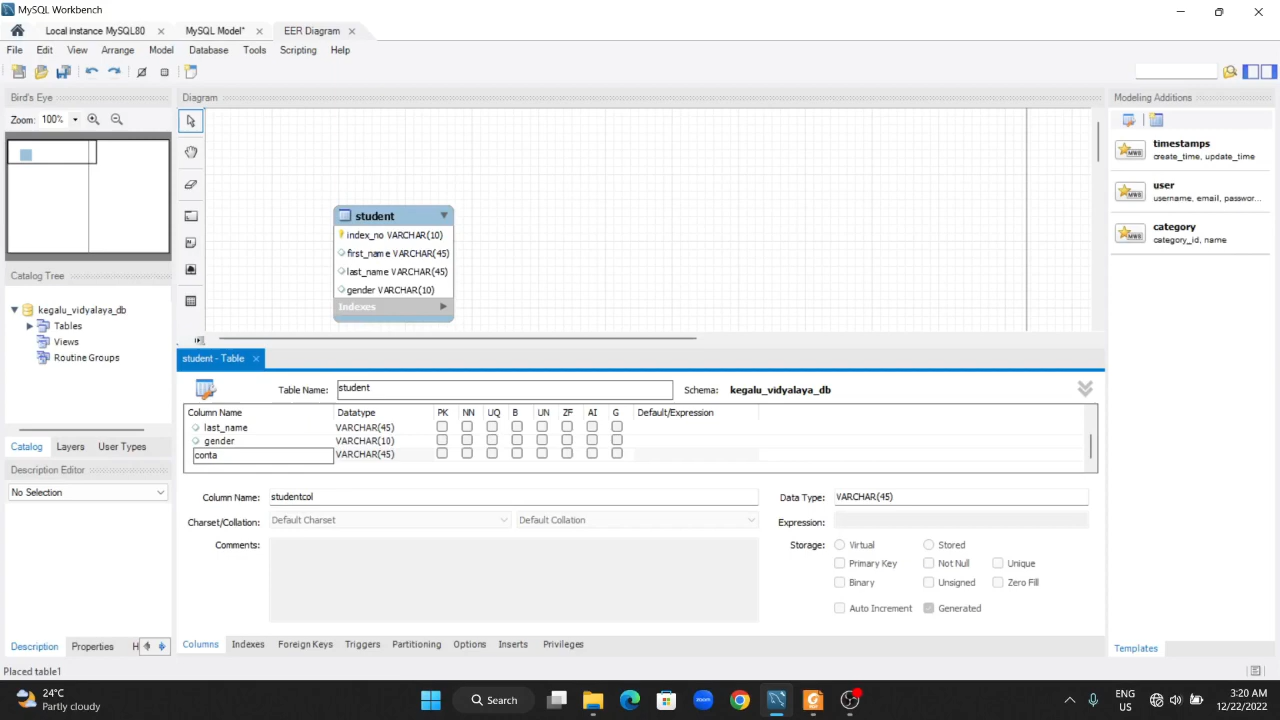 MySQL Workbench
Local instance MySQL80
MySQL Model*
EER Diagram
File Edit View Arrange Model Database Tools Scripting Help
Bird's Eye
Zoom: 100%
Diagram
Modeling Additions
timestamps
create_time, update_time
user
username, email, passwor...
category
category_id, name
student
index_no VARCHAR(10)
first_name VARCHAR(45)
last_name VARCHAR(45)
gender VARCHAR(10)
Indexes
Catalog Tree
kegalu_vidyalaya_db
Tables
Views
Routine Groups
Catalog Layers User Types
Description Editor
No Selection
Description Properties H
student - Table
Table Name: student Schema: kegalu_vidyalaya_db
Column Name Datatype PK NN UQ B UN ZF AI G Default/Expression
last_name VARCHAR(45)
gender VARCHAR(10)
conta VARCHAR(45)
Column Name: studentcol Data Type: VARCHAR(45)
Charset/Collation: Default Charset Default Collation Expression:
Comments: Storage: Virtual Stored
Primary Key Not Null Unique
Binary Unsigned Zero Fill
Auto Increment Generated
Columns Indexes Foreign Keys Triggers Partitioning Options Inserts Privileges
Templates
Placed table1
24°C
Partly cloudy
Search
zoom
ENG
US
3:20 AM
12/22/2022